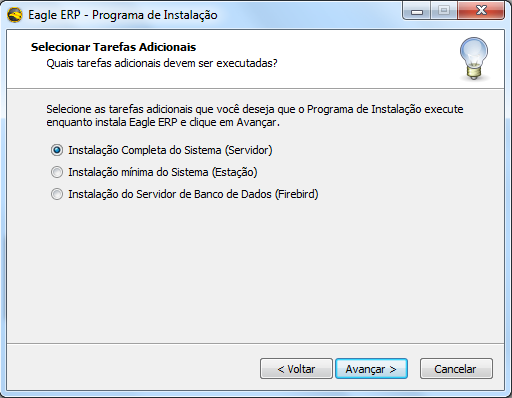 Eagle ERP - Programa de Instalação
Selecionar Tarefas Adicionais
Quais tarefas adicionais devem ser executadas?
Selecione as tarefas adicionais que você deseja que o Programa de Instalação execute
enquanto instala Eagle ERP e clique em Avançar.
Instalação Completa do Sistema (Servidor)
Instalação mínima do Sistema (Estação)
Instalação do Servidor de Banco de Dados (Firebird)
< Voltar
Avançar >
Cancelar